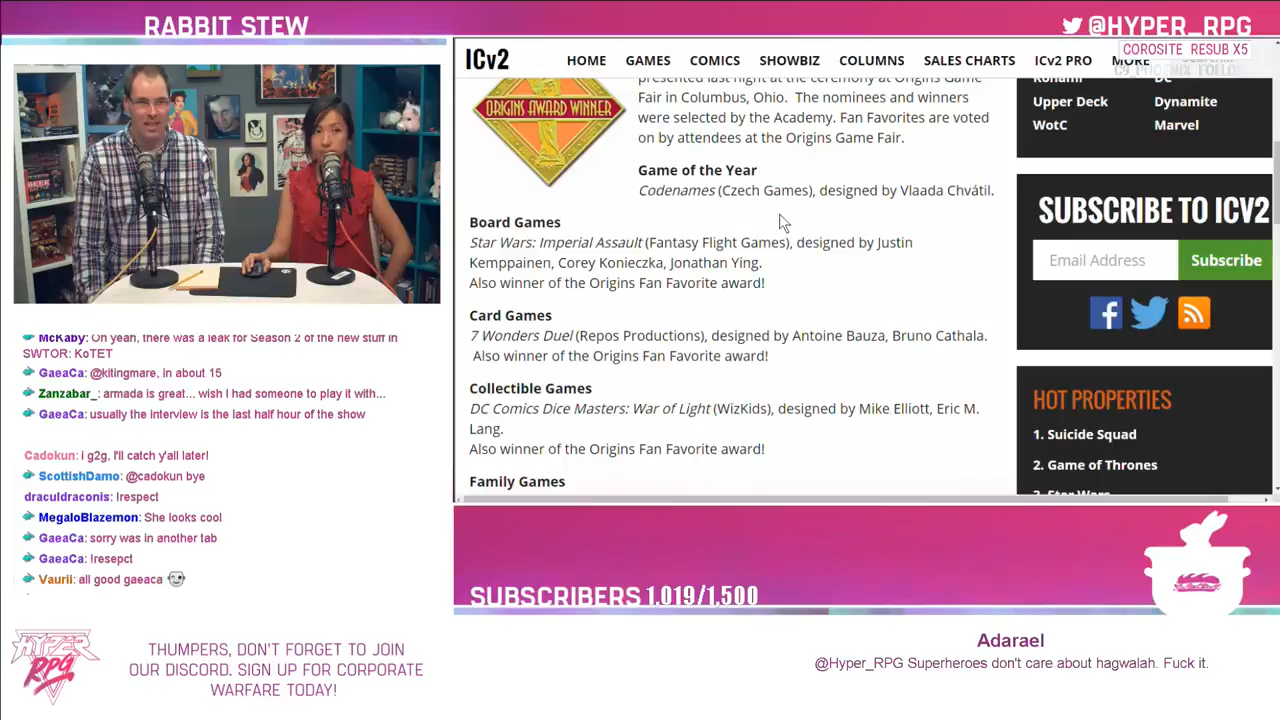 RABBIT STEW
@HYPER_RPG
COROSITE RESUB X5
ICv2
HOME GAMES COMICS SHOWBIZ COLUMNS SALES CHARTS ICv2 PRO MORE
ORIGINS AWARD WINNER
presented last night at the ceremony at Origins Game
Fair in Columbus, Ohio. The nominees and winners
were selected by the Academy. Fan Favorites are voted
on by attendees at the Origins Game Fair.
Game of the Year
Codenames (Czech Games), designed by Vlaada Chvátil.
Board Games
Star Wars: Imperial Assault (Fantasy Flight Games), designed by Justin
Kemppainen, Corey Konieczka, Jonathan Ying.
Also winner of the Origins Fan Favorite award!
Card Games
7 Wonders Duel (Repos Productions), designed by Antoine Bauza, Bruno Cathala.
Also winner of the Origins Fan Favorite award!
Collectible Games
DC Comics Dice Masters: War of Light (WizKids), designed by Mike Elliott, Eric M.
Lang.
Also winner of the Origins Fan Favorite award!
Family Games
Konami DC
Upper Deck Dynamite
WotC Marvel
SUBSCRIBE TO ICV2
Email Address Subscribe
HOT PROPERTIES
1. Suicide Squad
2. Game of Thrones
3. Star Wars
McKaby: Oh yeah, there was a leak for Season 2 of the new stuff in
SWTOR: KoTET
GaeaCa: @kitingmare, in about 15
Zanzabar_: armada is great... wish I had someone to play it with...
GaeaCa: usually the interview is the last half hour of the show
Cadokun: i g2g, I'll catch y'all later!
ScottishDamo: @cadokun bye
draculdraconis: !respect
MegaloBlazemon: She looks cool
GaeaCa: sorry was in another tab
GaeaCa: !resepct
Vauril: all good gaeaca
SUBSCRIBERS 1,019/1,500
HYPER
RPG
THUMPERS, DON'T FORGET TO JOIN
OUR DISCORD. SIGN UP FOR CORPORATE
WARFARE TODAY!
Adarael
@Hyper_RPG Superheroes don't care about hagwalah. Fuck it.